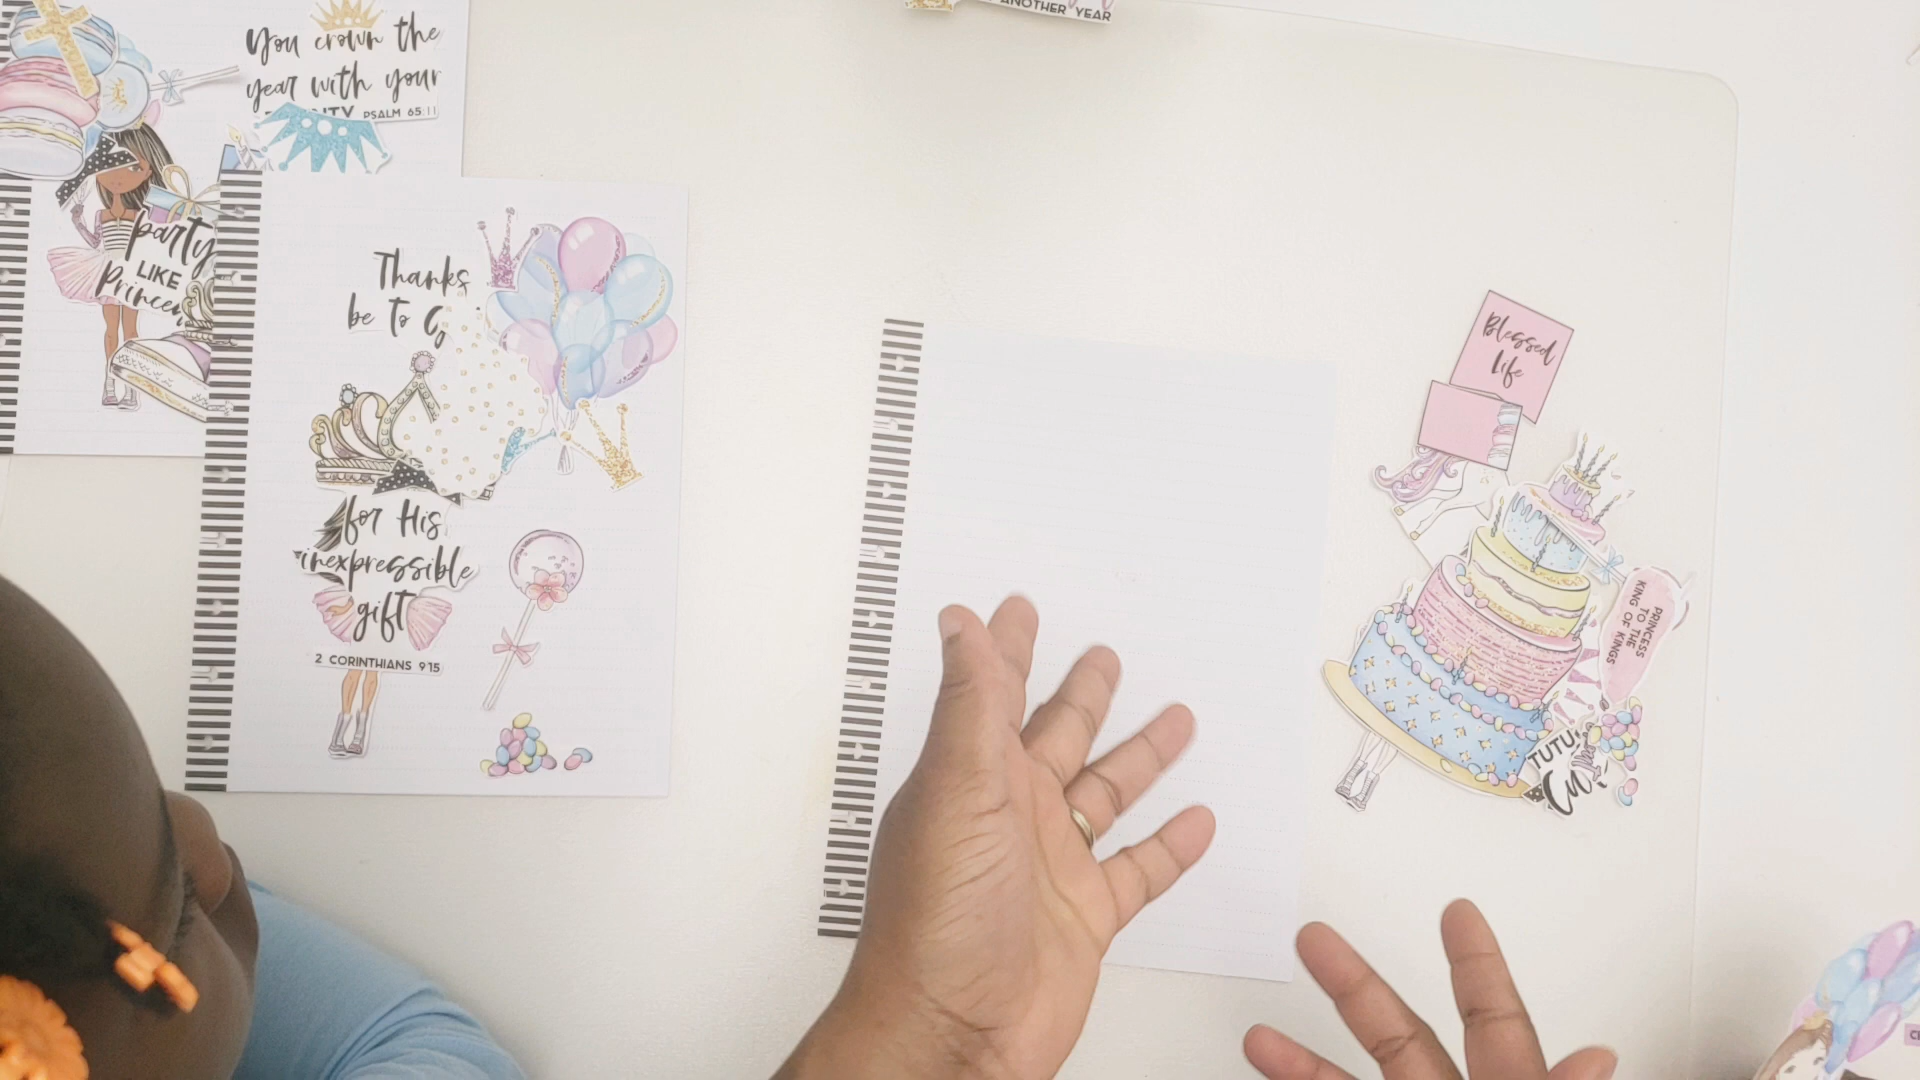 ANOTHER YEAR
You crown the
year with your
PSALM 65:11
party
LIKE
Thanks
be to
for His
inexpressible
gift
2 CORINTHIANS 9:15
Blessed
Life
PRINCESS
TO THE
KING OF KINGS
TUTU